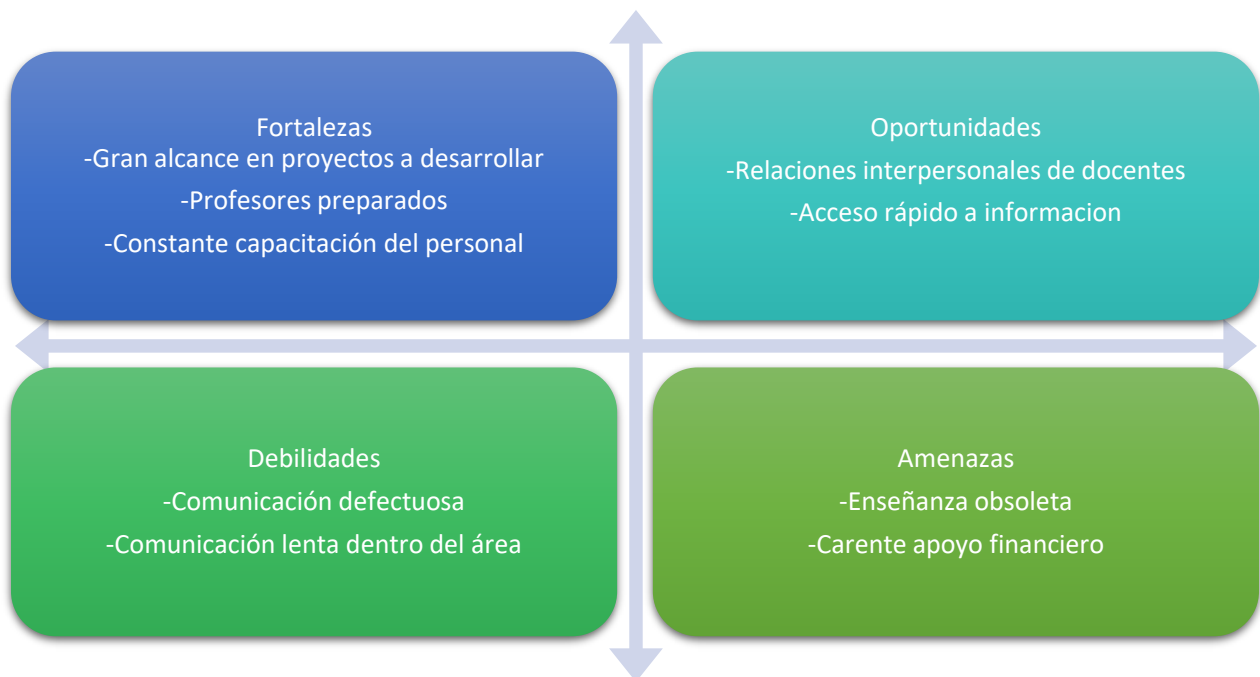 Fortalezas
-Gran alcance en proyectos a desarrollar
-Profesores preparados
-Constante capacitación del personal
Oportunidades
-Relaciones interpersonales de docentes
-Acceso rápido a informacion
Debilidades
-Comunicación defectuosa
-Comunicación lenta dentro del área
Amenazas
-Enseñanza obsoleta
-Carente apoyo financiero